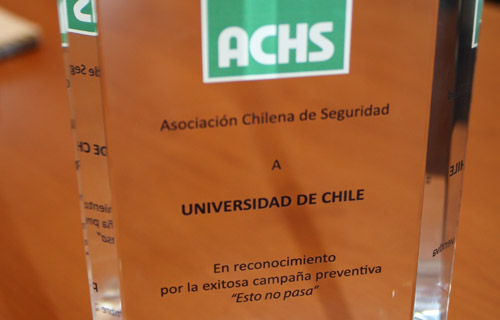 ACHS
Asociación Chilena de Seguridad
A
UNIVERSIDAD DE CHILE
En reconocimiento
por la exitosa campaña preventiva
"Esto no pasa"